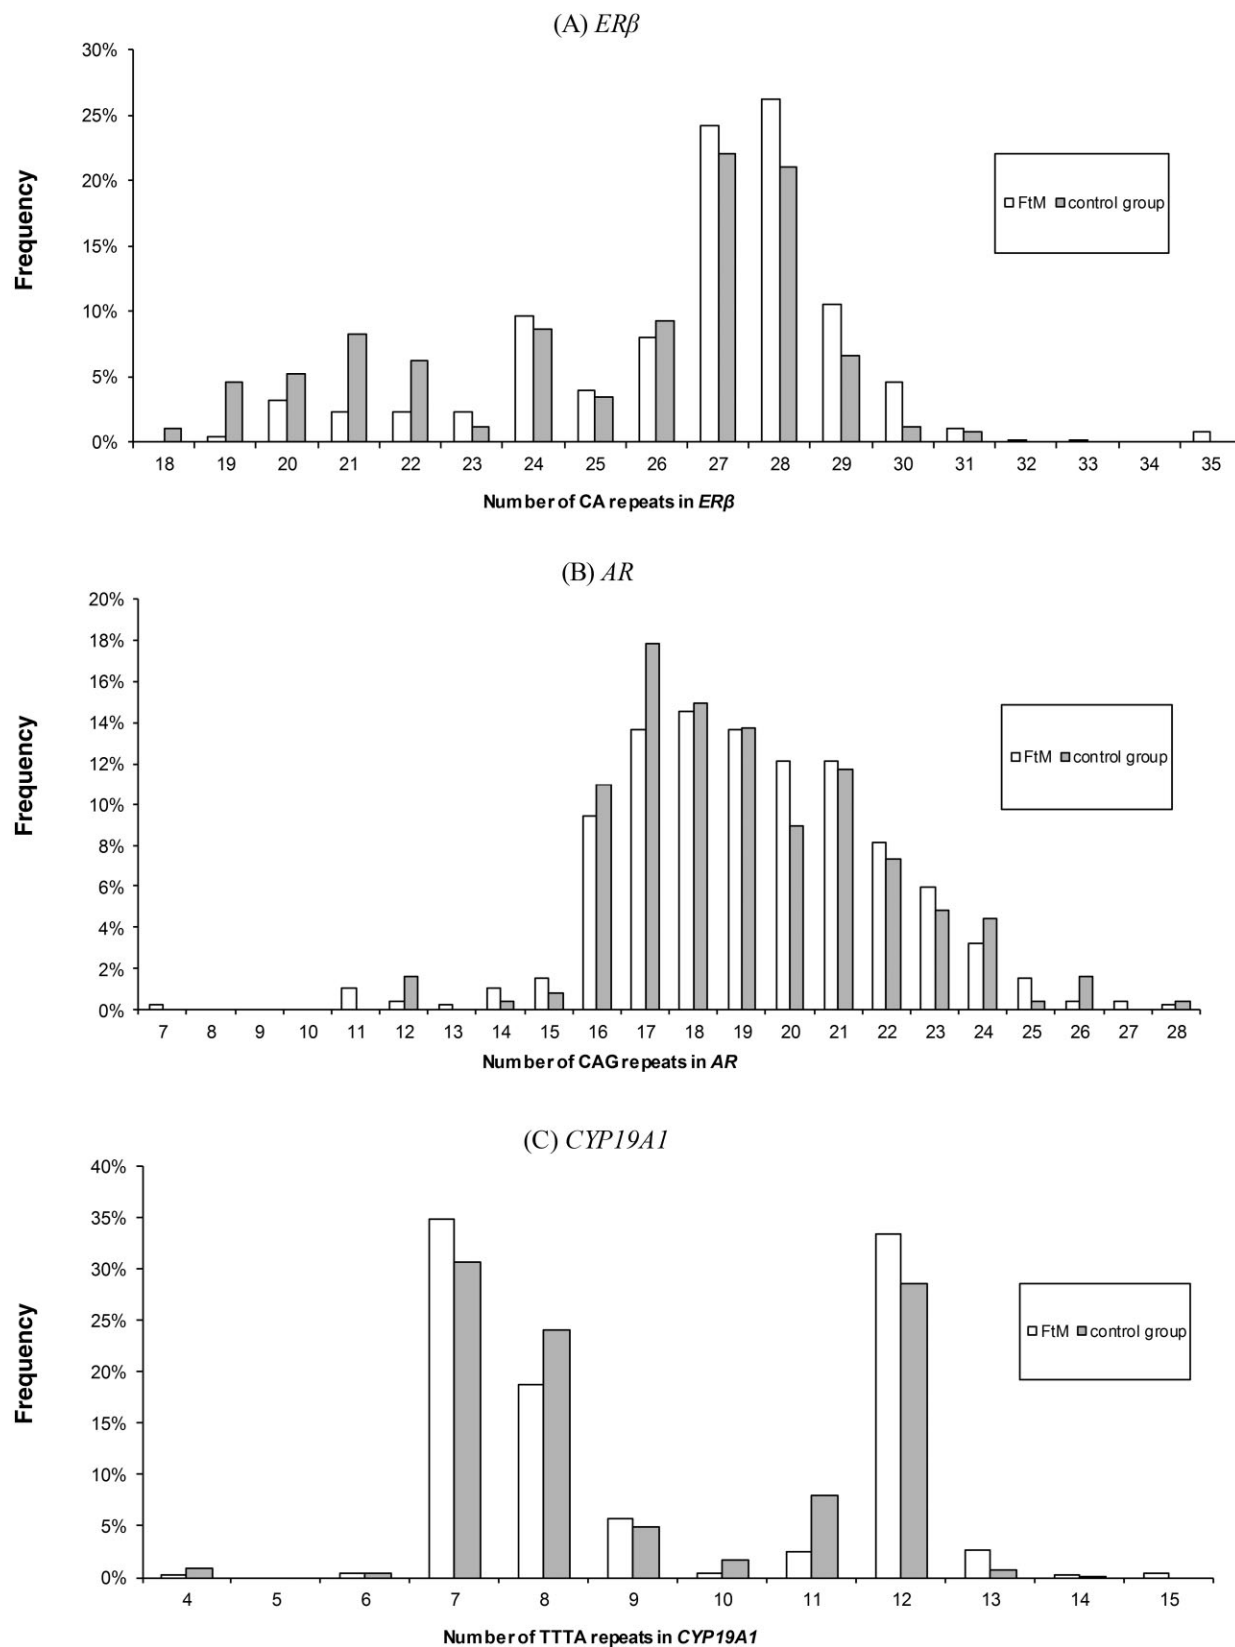 (A) ERβ
30%
25%
20%
15%
10%
5%
0%
Frequency
FtM control group
18 19 20 21 22 23 24 25 26 27 28 29 30 31 32 33 34 35
Number of CA repeats in ERβ
(B) AR
20%
18%
16%
14%
12%
10%
8%
6%
4%
2%
0%
Frequency
FtM control group
7 8 9 10 11 12 13 14 15 16 17 18 19 20 21 22 23 24 25 26 27 28
Number of CAG repeats in AR
(C) CYP19A1
40%
35%
30%
25%
20%
15%
10%
5%
0%
Frequency
FtM control group
4 5 6 7 8 9 10 11 12 13 14 15
Number of TTTA repeats in CYP19A1